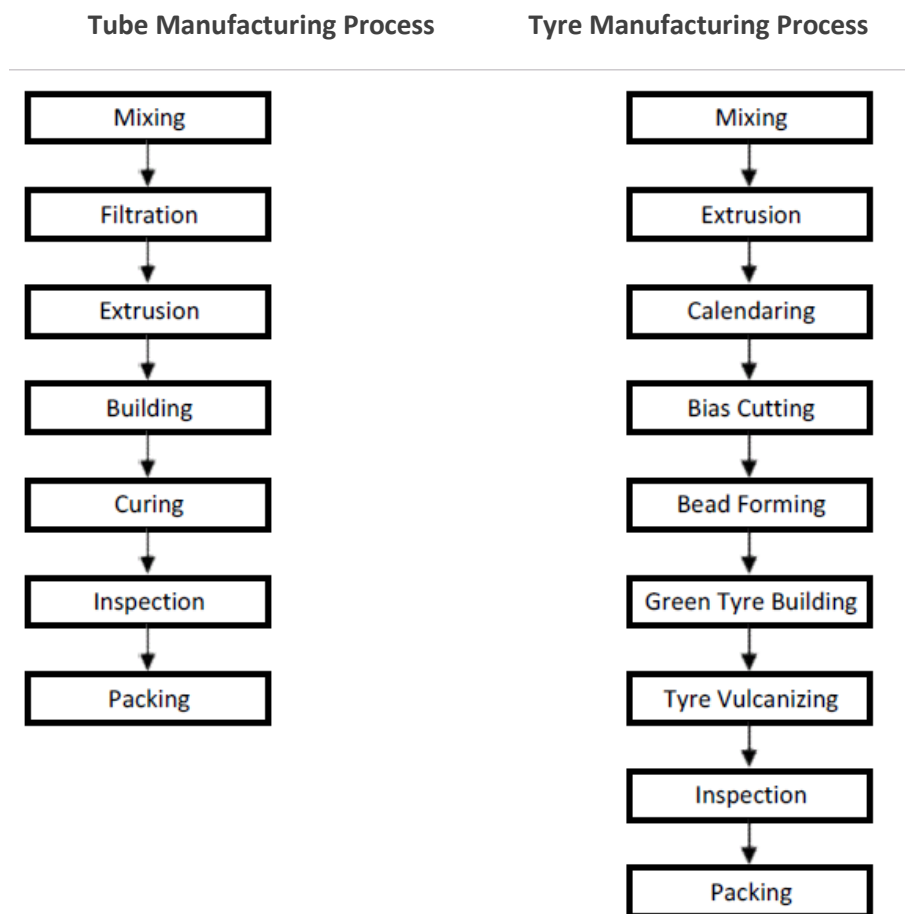 Tube Manufacturing Process
Tyre Manufacturing Process
Mixing
Filtration
Extrusion
Building
Curing
Inspection
Packing
Mixing
Extrusion
Calendaring
Bias Cutting
Bead Forming
Green Tyre Building
Tyre Vulcanizing
Inspection
Packing